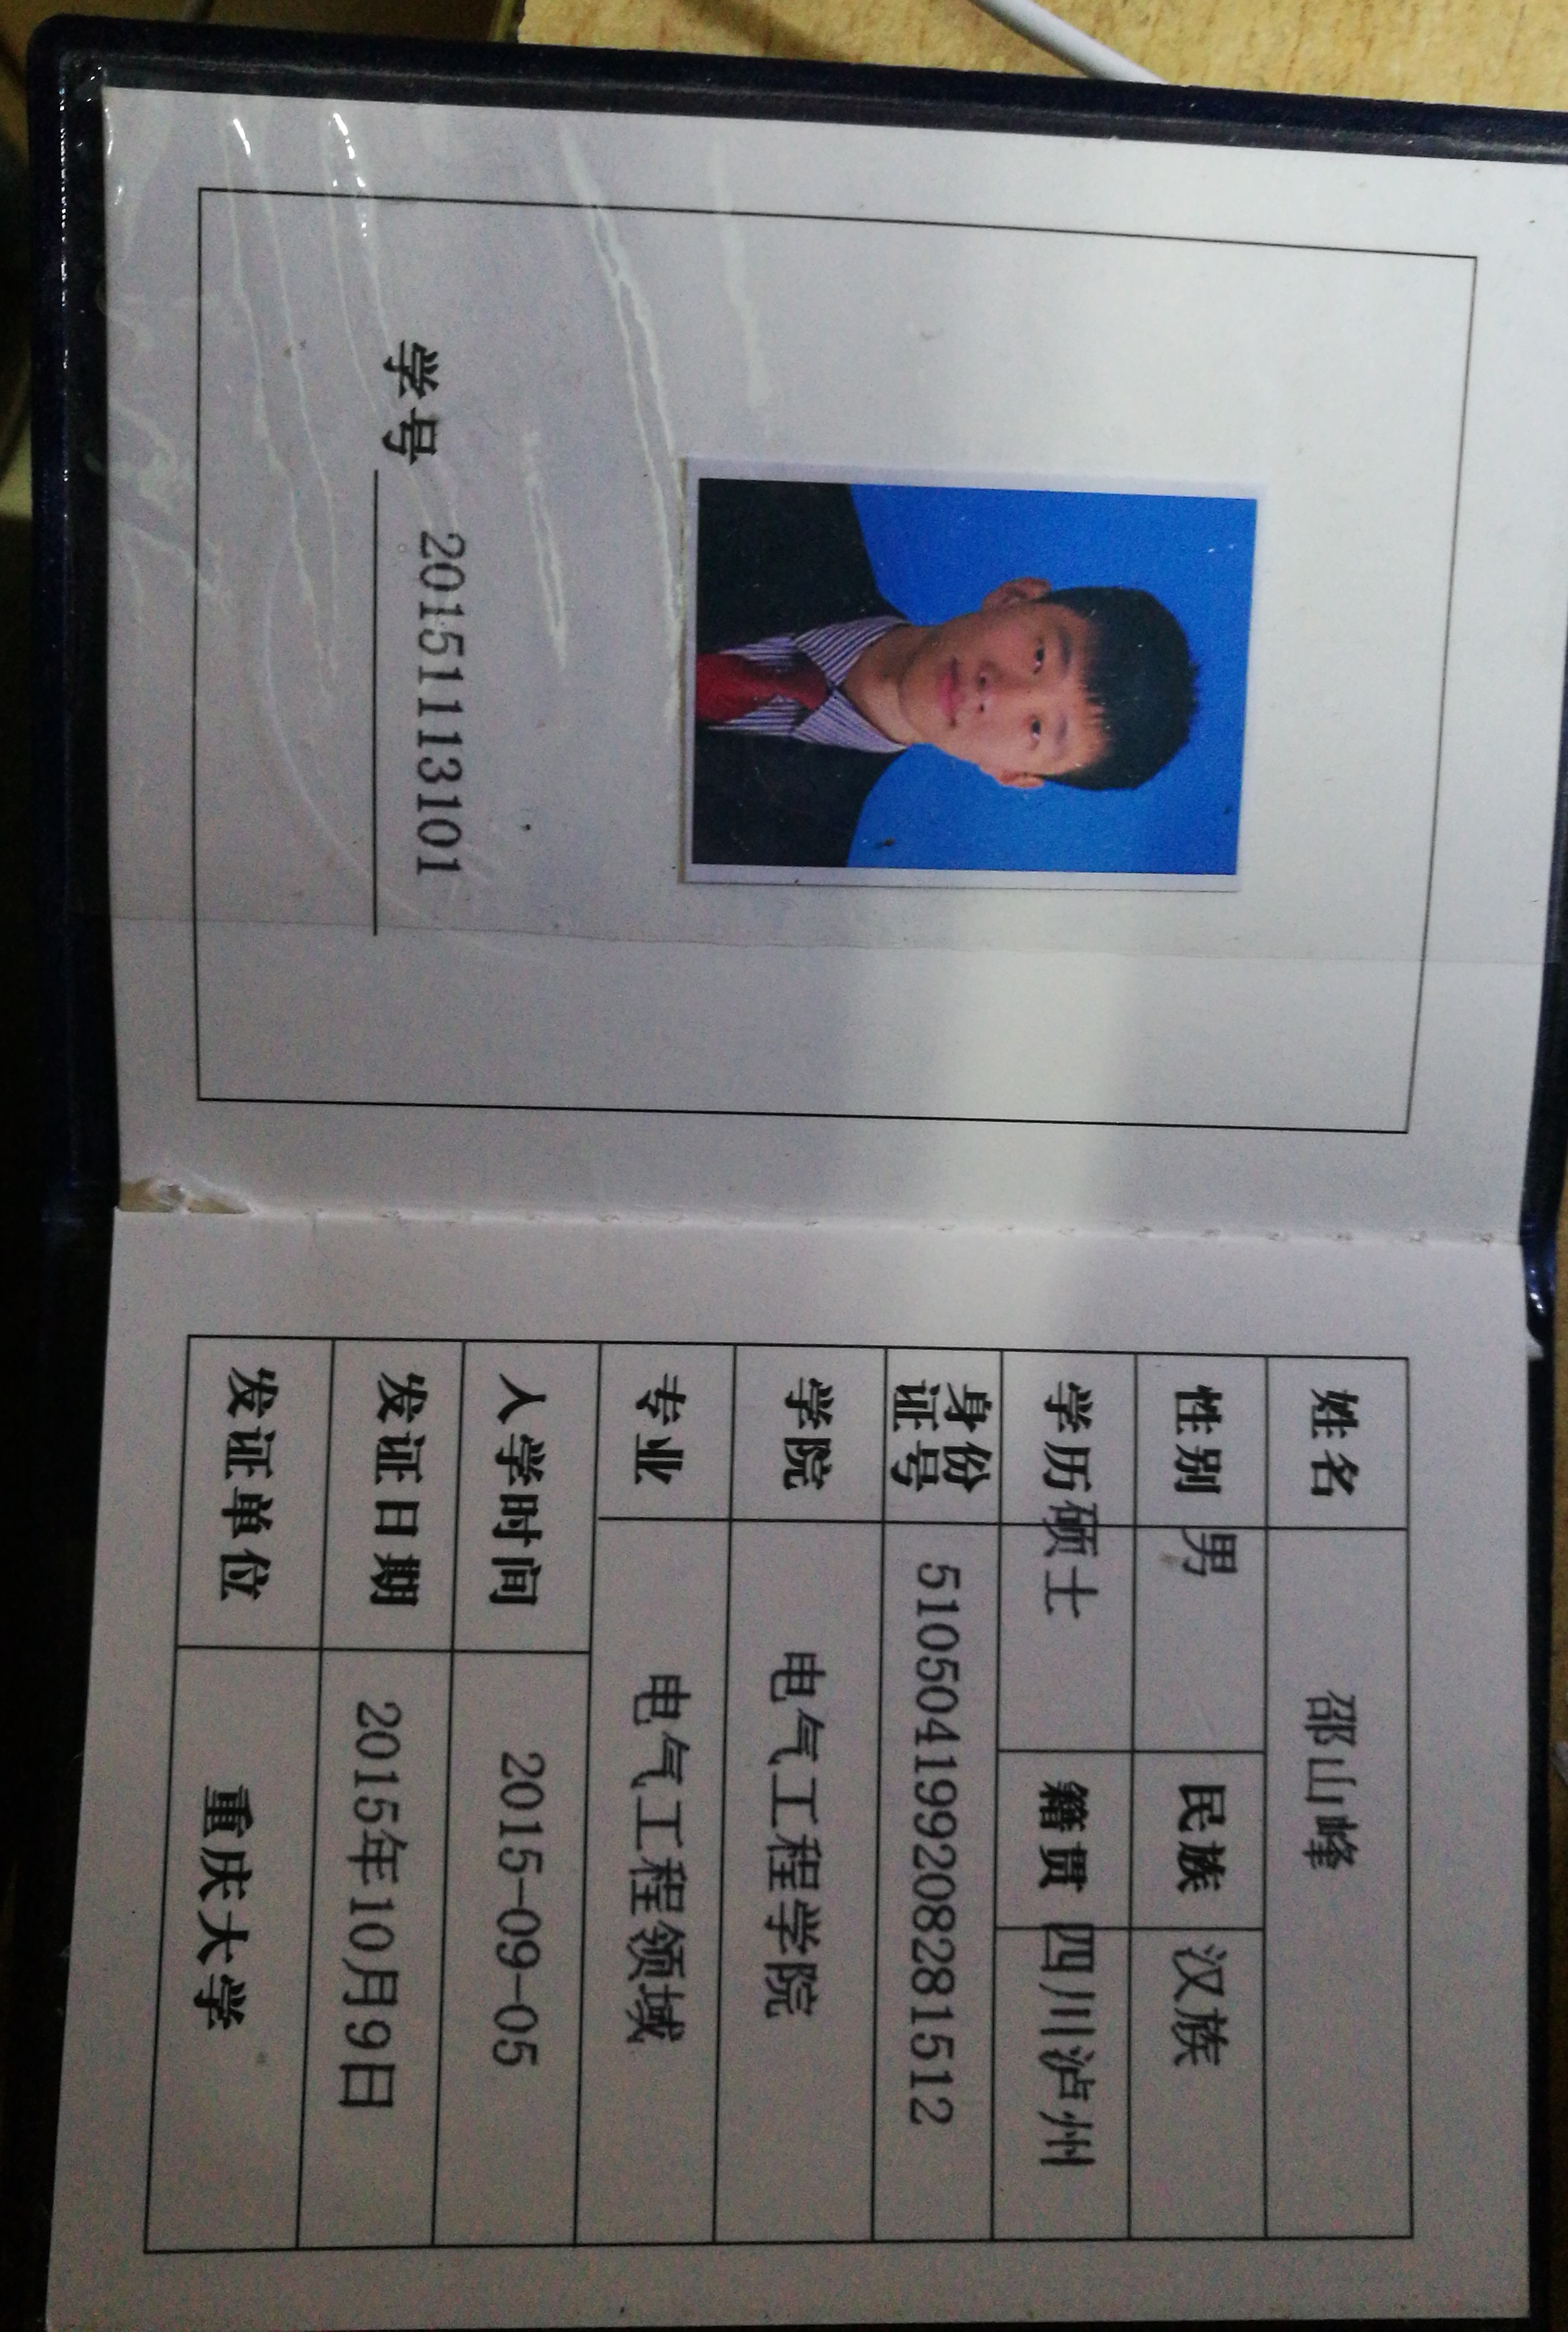 学号 20151113101
姓名 邵山峰
性别 男 民族 汉族
学历 硕士 籍贯 四川泸州
身份证号 510504199208281512
学院 电气工程学院
专业 电气工程领域
入学时间 2015-09-05
发证日期 2015年10月9日
发证单位 重庆大学